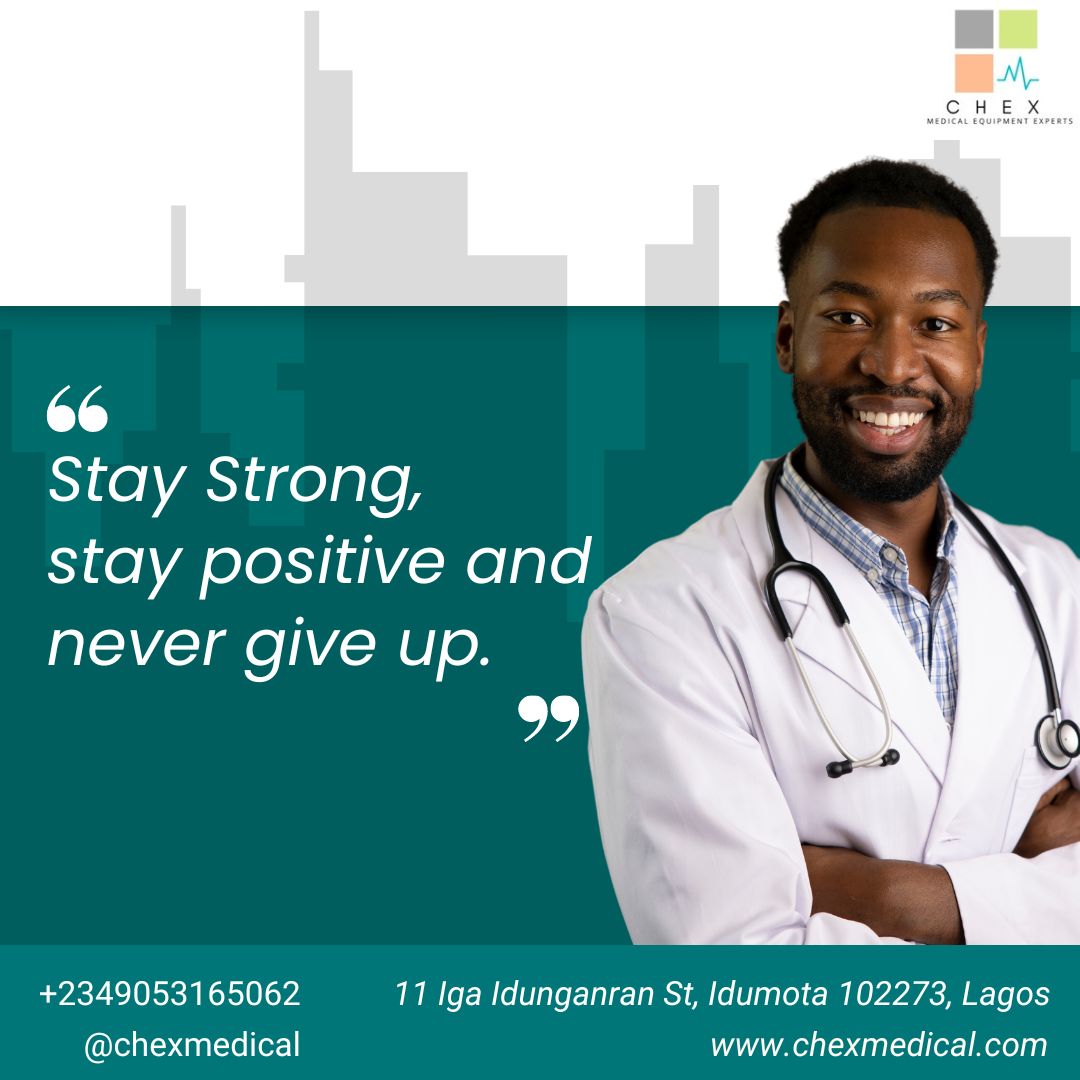 CHEX
MEDICAL EQUIPMENT EXPERTS
“
Stay Strong,
stay positive and
never give up.
”
+2349053165062
@chexmedical
11 Iga Idunganran St, Idumota 102273, Lagos
www.chexmedical.com